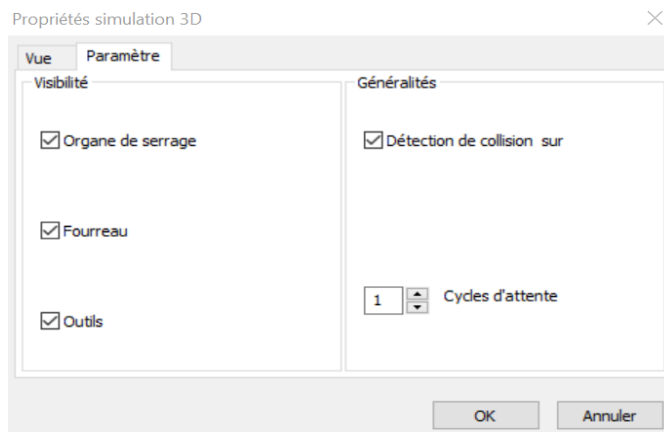 Propriétés simulation 3D
Vue
Paramètre
Visibilité
Organe de serrage
Fourreau
Outils
Généralités
Détection de collision sur
1 Cycles d'attente
OK
Annuler